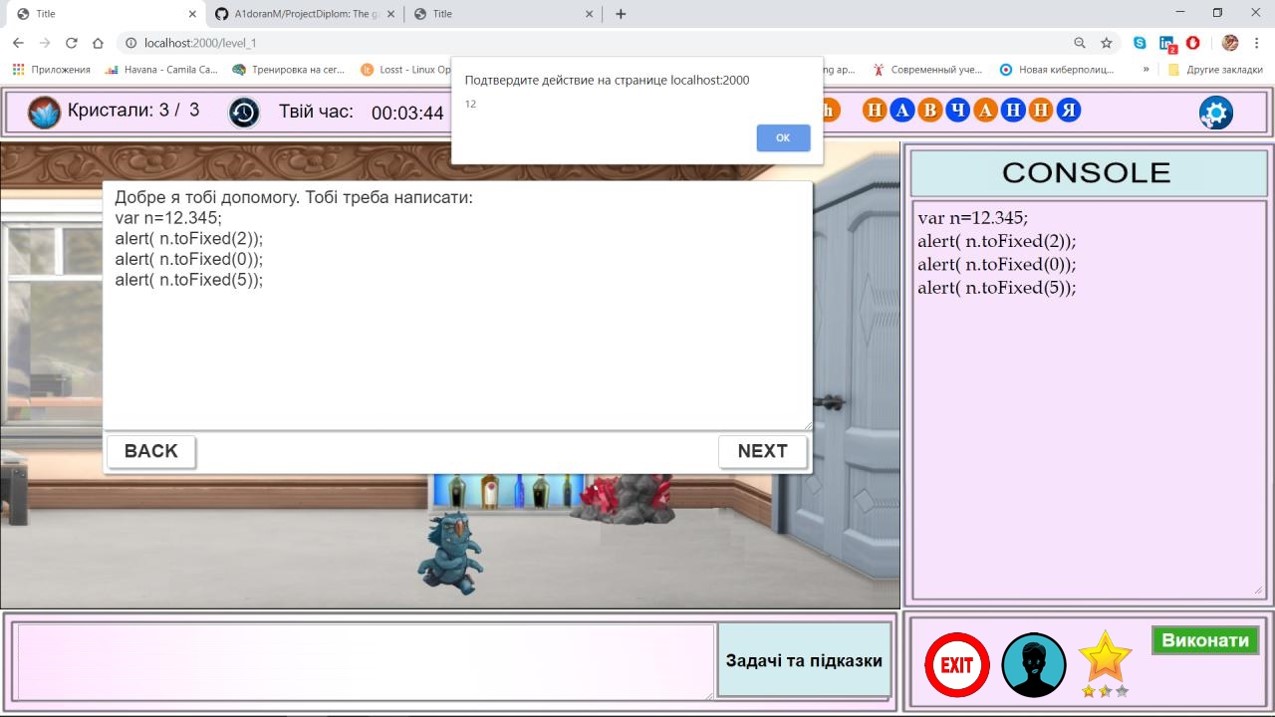 Title
A1doranM/ProjectDiplom: The g
Title
localhost:2000/level_1
Приложения
Havana - Camila Ca...
Тренировка на сег...
Losst - Linux Op
ng ap...
Современный уче...
Новая киберполиц...
»
Другие закладки
Подтвердите действие на странице localhost:2000
12
ОК
Кристали: 3 / 3
Твій час: 00:03:44
h НАВЧАННЯ
Добре я тобі допомогу. Тобі треба написати:
var n=12.345;
alert( n.toFixed(2));
alert( n.toFixed(0));
alert( n.toFixed(5));
BACK
NEXT
CONSOLE
var n=12.345;
alert( n.toFixed(2));
alert( n.toFixed(0));
alert( n.toFixed(5));
Задачі та підказки
EXIT
Виконати